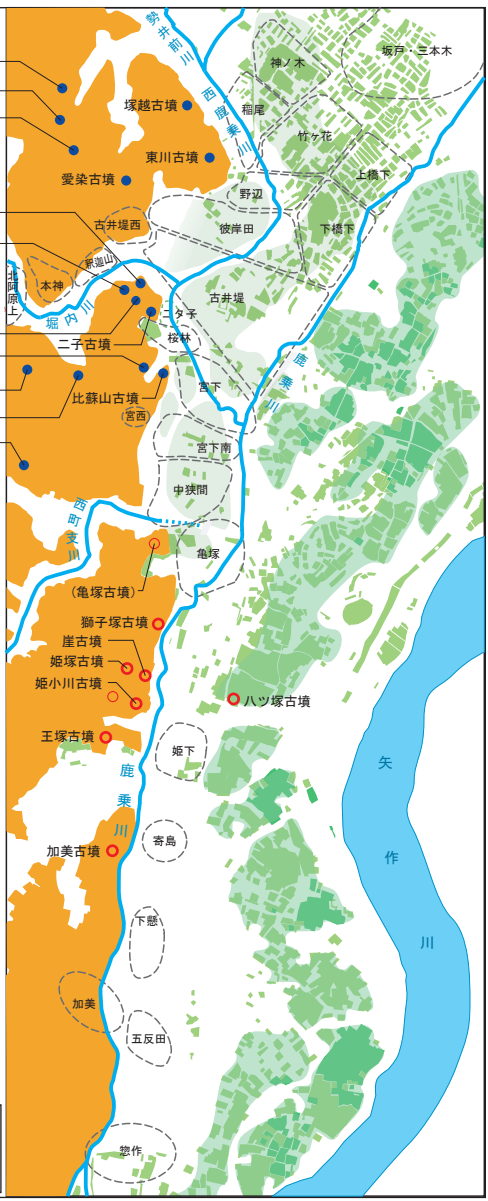 勢井前川
坂戸・三本木
神ノ木
西鹿乗川
稲尾
塚越古墳
竹ヶ花
東川古墳
上橋下
愛染古墳
野辺
古井堤西
彼岸田
下橋下
釈迦山
北阿原上
本神
古井堤
堀内川
二タ子
桜林
二子古墳
鹿乗川
宮下
比蘇山古墳
宮西
宮下南
中狭間
西町支川
亀塚
(亀塚古墳)
獅子塚古墳
崖古墳
姫塚古墳
姫小川古墳
八ツ塚古墳
王塚古墳
姫下
矢作川
鹿乗川
寄島
加美古墳
下懸
加美
五反田
惣作